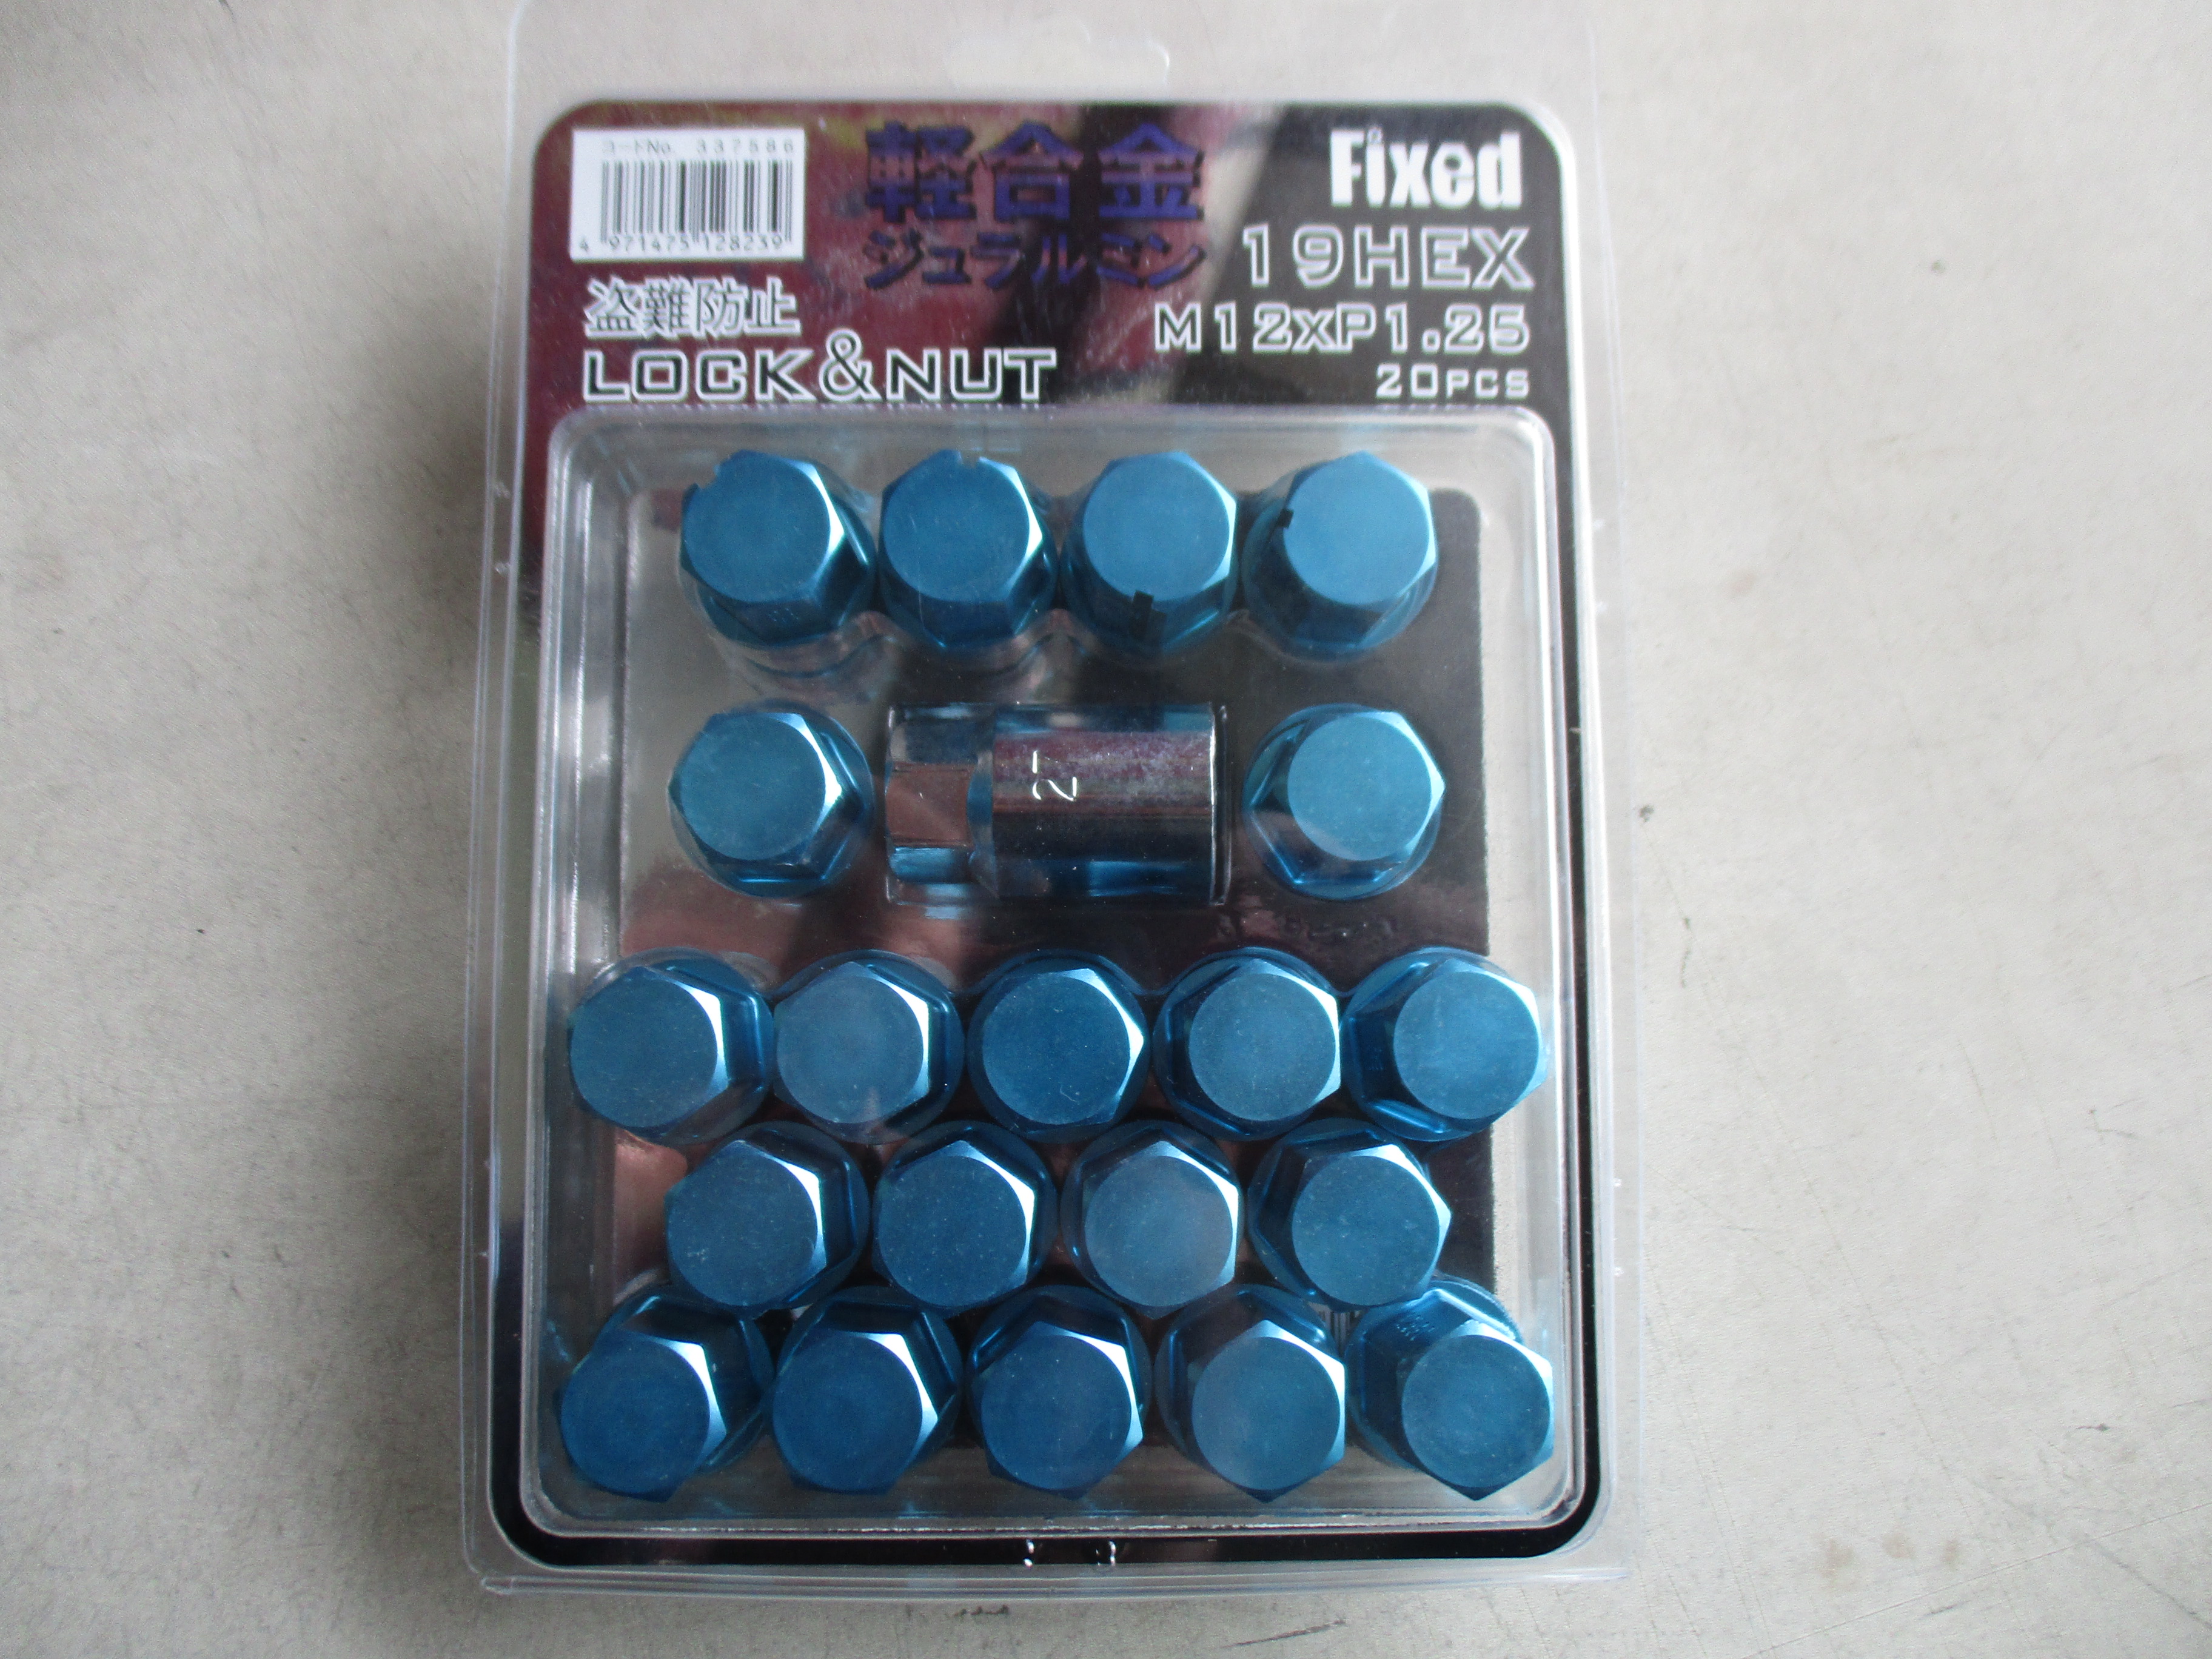 コードNo. 337586
4 971475 128239
軽合金
ジュラルミン
Fixed
19HEX
M12xP1.25
20PCS
盗難防止
LOCK&NUT